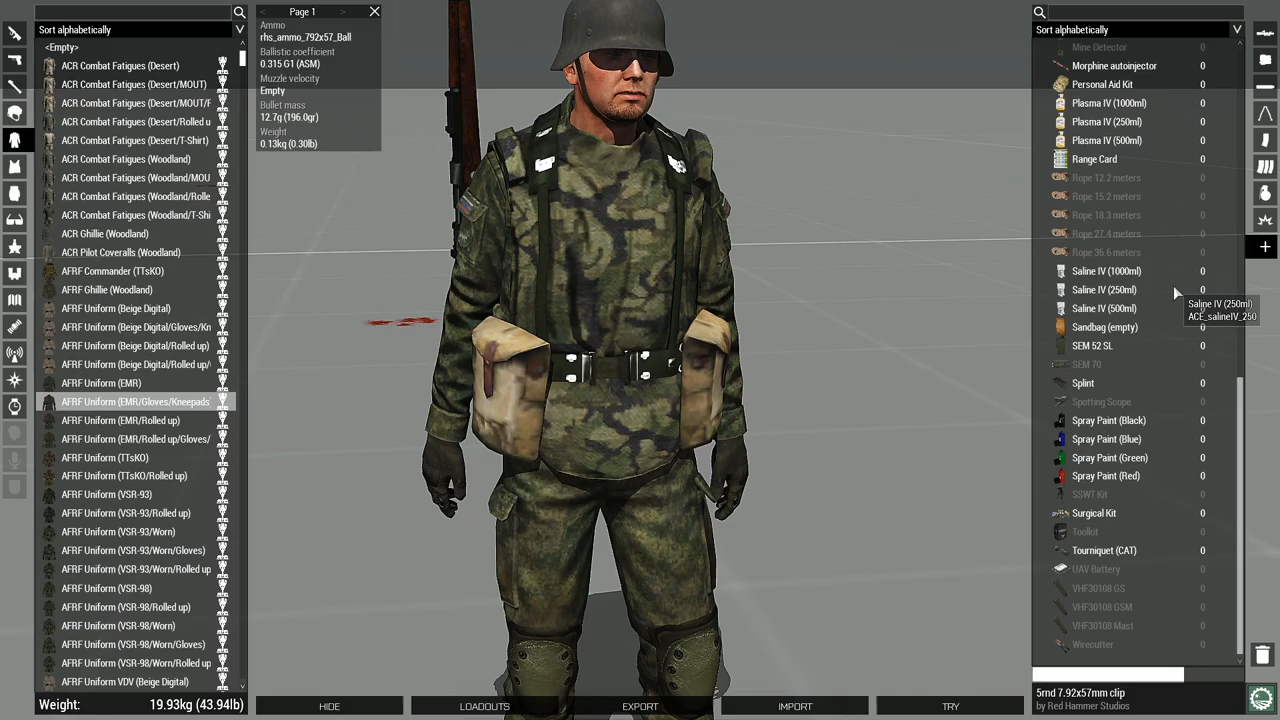 Sort alphabetically
<Empty>
ACR Combat Fatigues (Desert)
ACR Combat Fatigues (Desert/MOUT)
ACR Combat Fatigues (Desert/MOUT/F
ACR Combat Fatigues (Desert/Rolled u
ACR Combat Fatigues (Desert/T-Shirt)
ACR Combat Fatigues (Woodland)
ACR Combat Fatigues (Woodland/MOU
ACR Combat Fatigues (Woodland/Rolle
ACR Combat Fatigues (Woodland/T-Shi
ACR Ghillie (Woodland)
ACR Pilot Coveralls (Woodland)
AFRF Commander (TTsKO)
AFRF Ghillie (Woodland)
AFRF Uniform (Beige Digital)
AFRF Uniform (Beige Digital/Gloves/Kn
AFRF Uniform (Beige Digital/Rolled up)
AFRF Uniform (Beige Digital/Rolled up/
AFRF Uniform (EMR)
AFRF Uniform (EMR/Gloves/Kneepads
AFRF Uniform (EMR/Rolled up)
AFRF Uniform (EMR/Rolled up/Gloves/
AFRF Uniform (TTsKO)
AFRF Uniform (TTsKO/Rolled up)
AFRF Uniform (VSR-93)
AFRF Uniform (VSR-93/Rolled up)
AFRF Uniform (VSR-93/Worn)
AFRF Uniform (VSR-93/Worn/Gloves)
AFRF Uniform (VSR-93/Worn/Rolled up
AFRF Uniform (VSR-98)
AFRF Uniform (VSR-98/Rolled up)
AFRF Uniform (VSR-98/Worn)
AFRF Uniform (VSR-98/Worn/Gloves)
AFRF Uniform (VSR-98/Worn/Rolled up
AFRF Uniform VDV (Beige Digital)
Weight: 19.93kg (43.94lb)
< Page 1 >
Ammo
rhs_ammo_792x57_Ball
Ballistic coefficient
0.315 G1 (ASM)
Muzzle velocity
Empty
Bullet mass
12.7g (196.0gr)
Weight
0.13kg (0.30lb)
HIDE
LOADOUTS
EXPORT
IMPORT
TRY
Sort alphabetically
Mine Detector 0
Morphine autoinjector 0
Personal Aid Kit 0
Plasma IV (1000ml) 0
Plasma IV (250ml) 0
Plasma IV (500ml) 0
Range Card 0
Rope 12.2 meters 0
Rope 15.2 meters 0
Rope 18.3 meters 0
Rope 27.4 meters 0
Rope 36.6 meters 0
Saline IV (1000ml) 0
Saline IV (250ml) 0
Saline IV (500ml) 0
Sandbag (empty) 0
SEM 52 SL 0
SEM 70 0
Splint 0
Spotting Scope 0
Spray Paint (Black) 0
Spray Paint (Blue) 0
Spray Paint (Green) 0
Spray Paint (Red) 0
SSWT Kit 0
Surgical Kit 0
Toolkit 0
Tourniquet (CAT) 0
UAV Battery 0
VHF30108 GS 0
VHF30108 GSM 0
VHF30108 Mast 0
Wirecutter 0
Saline IV (250ml)
ACE_salineIV_250
5rnd 7.92x57mm clip
by Red Hammer Studios